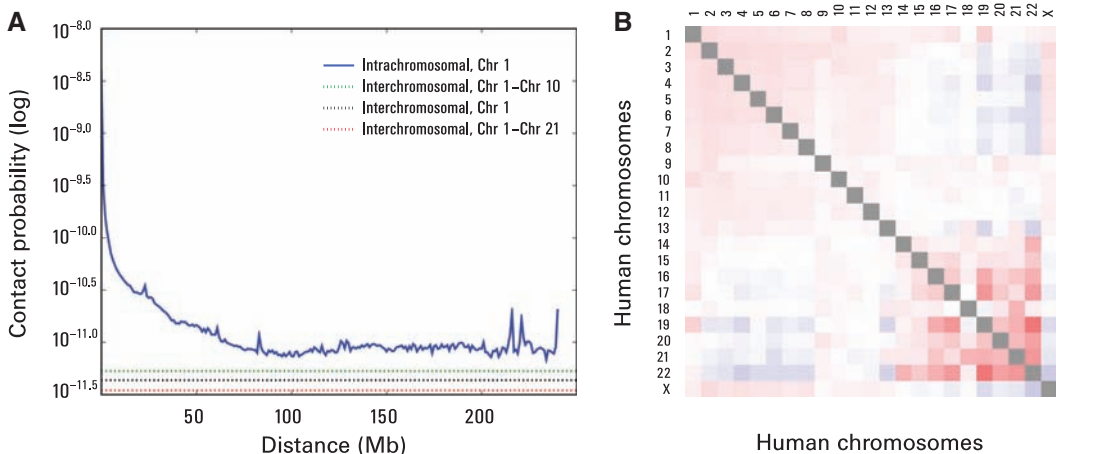 A
10^-8.0
10^-8.5
10^-9.0
10^-9.5
10^-10.0
10^-10.5
10^-11.0
10^-11.5
Contact probability (log)
Intrachromosomal, Chr 1
Interchromosomal, Chr 1–Chr 10
Interchromosomal, Chr 1
Interchromosomal, Chr 1–Chr 21
50 100 150 200
Distance (Mb)
B
1 2 3 4 5 6 7 8 9 10 11 12 13 14 15 16 17 18 19 20 21 22 X
1
2
3
4
5
6
7
8
9
10
11
12
13
14
15
16
17
18
19
20
21
22
X
Human chromosomes
Human chromosomes